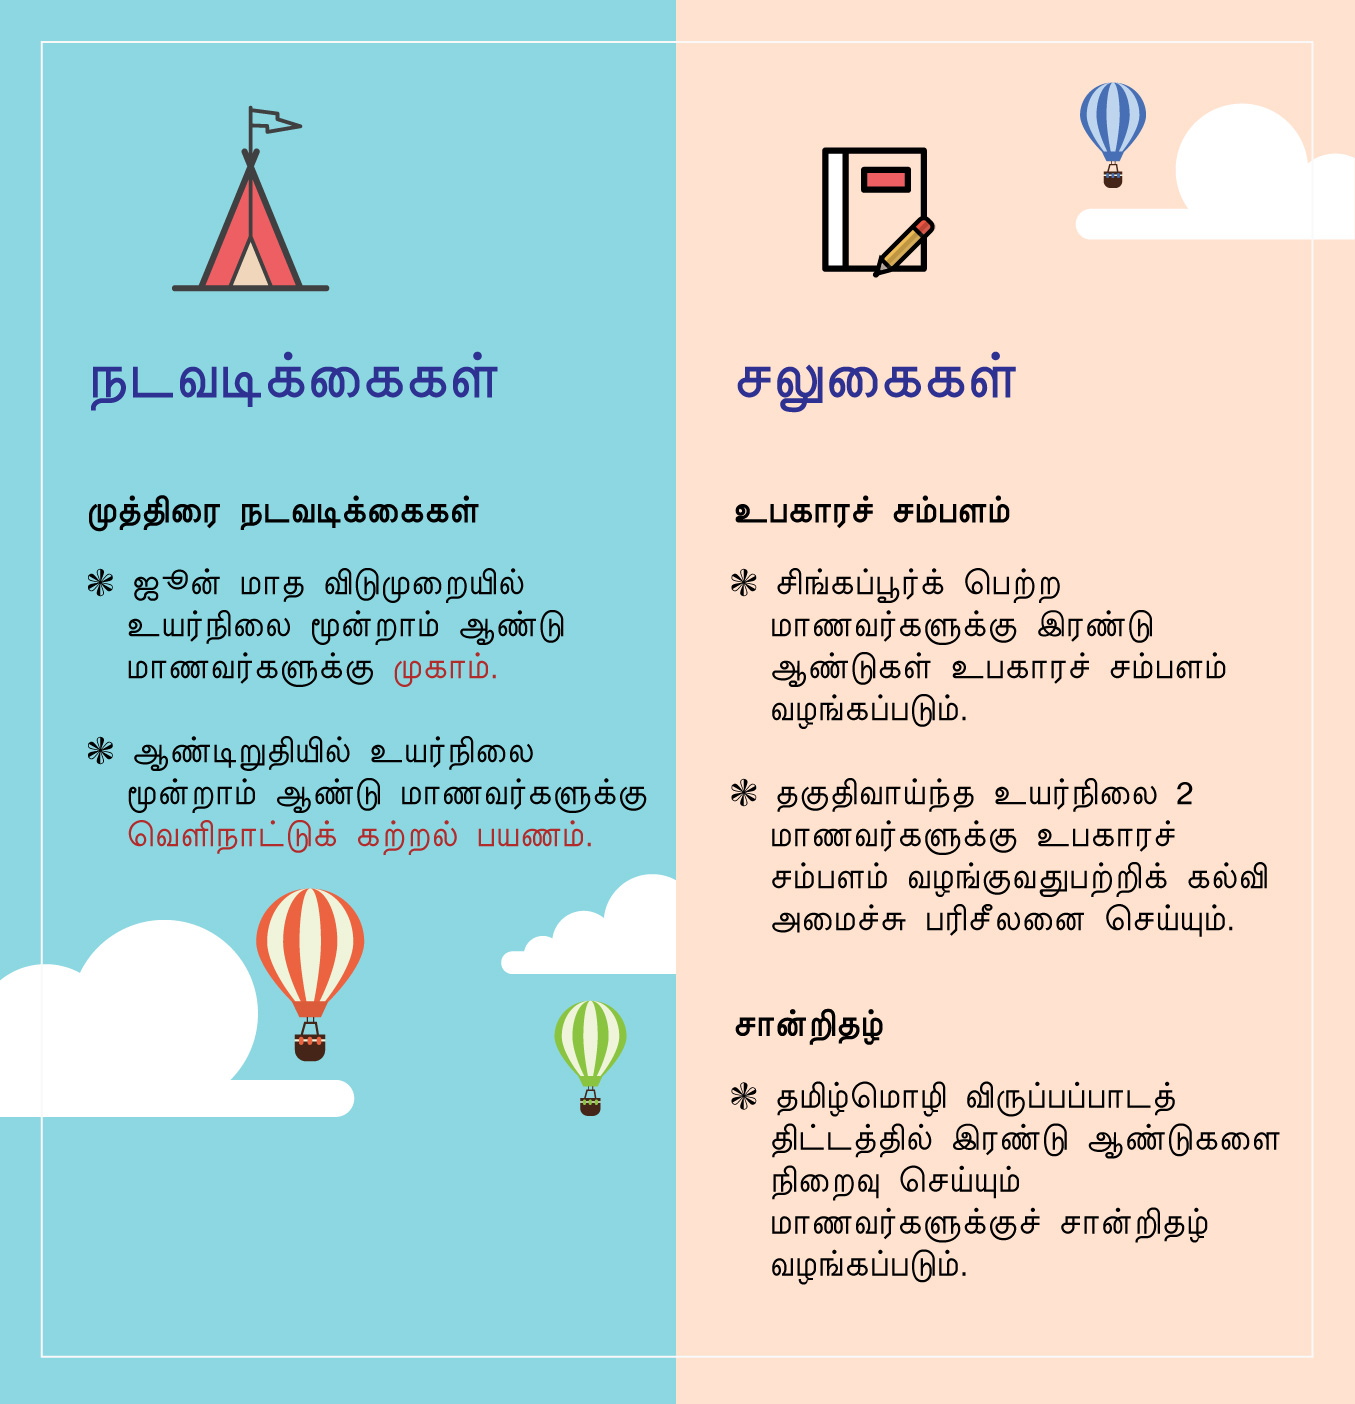 நடவடிக்கைகள்
முத்திரை நடவடிக்கைகள்
❃ ஜூன் மாத விடுமுறையில்
உயர்நிலை மூன்றாம் ஆண்டு
மாணவர்களுக்கு முகாம்.
❃ ஆண்டிறுதியில் உயர்நிலை
மூன்றாம் ஆண்டு மாணவர்களுக்கு
வெளிநாட்டுக் கற்றல் பயணம்.
சலுகைகள்
உபகாரச் சம்பளம்
❃ சிங்கப்பூர்க் பெற்ற
மாணவர்களுக்கு இரண்டு
ஆண்டுகள் உபகாரச் சம்பளம்
வழங்கப்படும்.
❃ தகுதிவாய்ந்த உயர்நிலை 2
மாணவர்களுக்கு உபகாரச்
சம்பளம் வழங்குவதுபற்றிக் கல்வி
அமைச்சு பரிசீலனை செய்யும்.
சான்றிதழ்
❃ தமிழ்மொழி விருப்பப்பாடத்
திட்டத்தில் இரண்டு ஆண்டுகளை
நிறைவு செய்யும்
மாணவர்களுக்குச் சான்றிதழ்
வழங்கப்படும்.